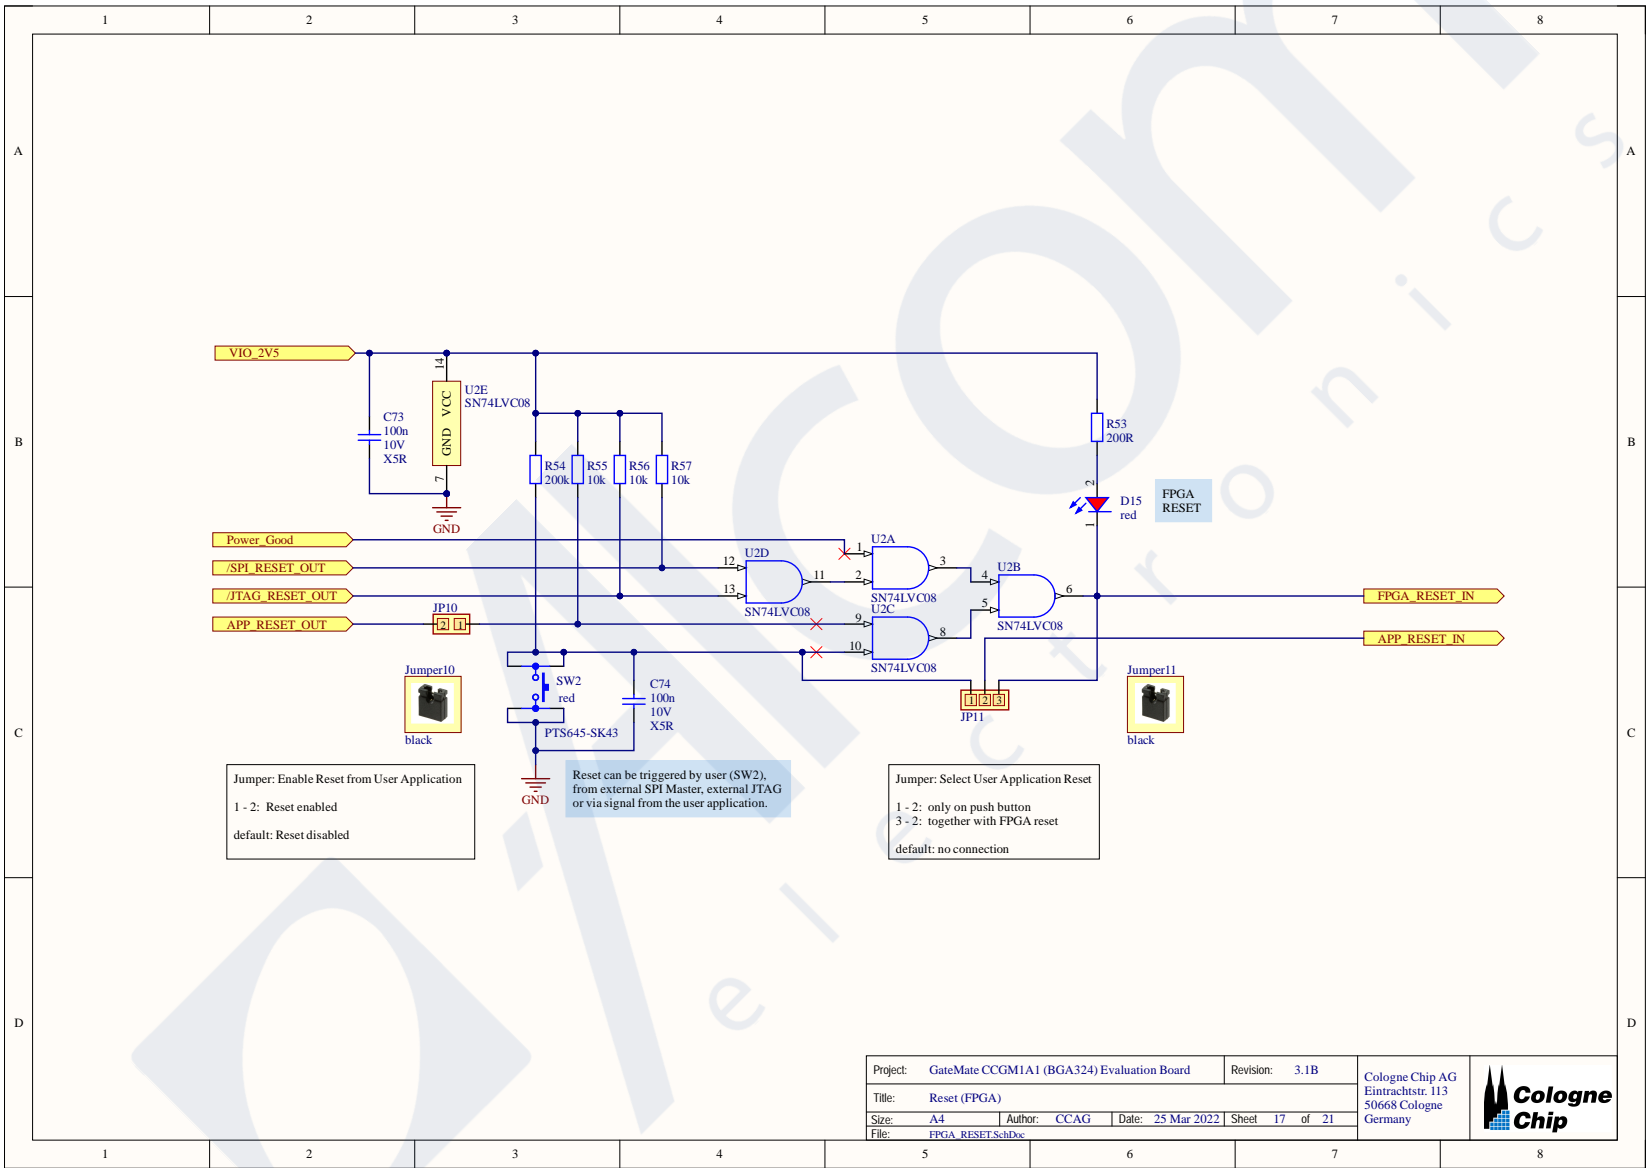 1 2 3 4 5 6 7 8
A A
VIO_2V5
14
U2E
SN74LVC08
VCC
GND
7
C73
100n
10V
X5R
GND
B B
R54
200k
R55
10k
R56
10k
R57
10k
R53
200R
2
D15
red
1
FPGA
RESET
Power_Good
/SPI_RESET_OUT
/JTAG_RESET_OUT
APP_RESET_OUT
JP10
2 1
12
13
U2D
11
SN74LVC08
U2A
1
2
3
SN74LVC08
U2C
9
10
8
SN74LVC08
U2B
4
5
6
SN74LVC08
FPGA_RESET_IN
APP_RESET_IN
Jumper10
black
SW2
red
PTS645-SK43
C74
100n
10V
X5R
1 2 3
JP11
Jumper11
black
C C
GND
Jumper: Enable Reset from User Application
1 - 2: Reset enabled
default: Reset disabled
Reset can be triggered by user (SW2),
from external SPI Master, external JTAG
or via signal from the user application.
Jumper: Select User Application Reset
1 - 2: only on push button
3 - 2: together with FPGA reset
default: no connection
D D
Project: GateMate CCGM1A1 (BGA324) Evaluation Board Revision: 3.1B
Title: Reset (FPGA)
Size: A4 Author: CCAG Date: 25 Mar 2022 Sheet 17 of 21
File: FPGA_RESET.SchDoc
Cologne Chip AG
Eintrachtstr. 113
50668 Cologne
Germany
Cologne
Chip
1 2 3 4 5 6 7 8
electronics